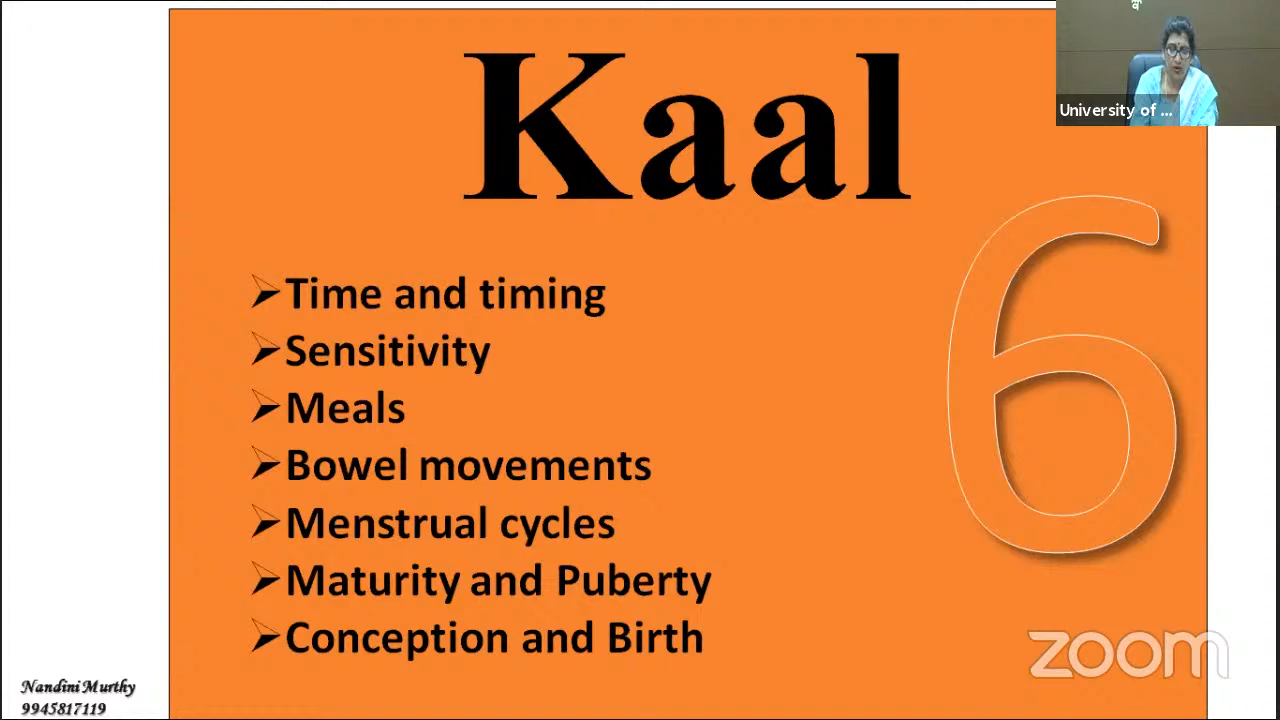 Kaal
University of ...
6
Time and timing
Sensitivity
Meals
Bowel movements
Menstrual cycles
Maturity and Puberty
Conception and Birth
zoom
Nandini Murthy
9945817119